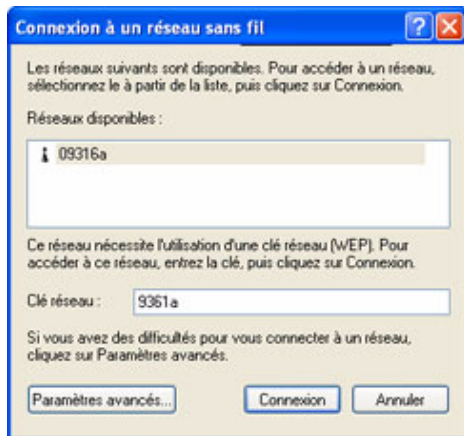 Connexion à un réseau sans fil
Les réseaux suivants sont disponibles. Pour accéder à un réseau,
sélectionnez le à partir de la liste, puis cliquez sur Connexion.
Réseaux disponibles :
09316a
Ce réseau nécessite l'utilisation d'une clé réseau (WEP). Pour
accéder à ce réseau, entrez la clé, puis cliquez sur Connexion.
Clé réseau : 9361a
Si vous avez des difficultés pour vous connecter à un réseau,
cliquez sur Paramètres avancés.
Paramètres avancés... Connexion Annuler